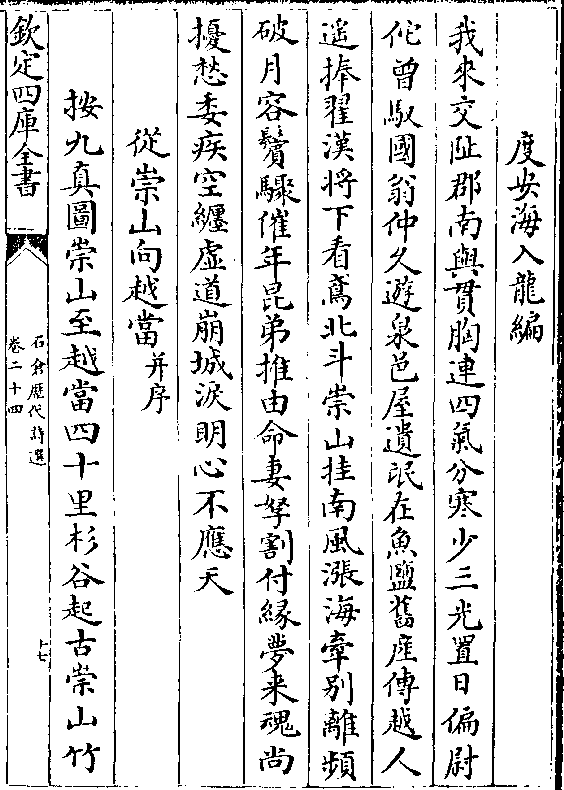 度安海入龍編
我來交阯郡南與貫胸連四氣分寒少三光置日偏尉
佗曾馭國翁仲久遊泉邑屋遺氓在魚鹽舊産傳越人
遥捧翟漢將下看鳶北斗崇山挂南風漲海牽别離頻
破月容鬢驟催年昆弟推由命妻孥割付縁夢来魂尚
擾愁委疾空纒虚道崩城淚明心不應天
從崇山向越當并序
按九真圖崇山至越當四十里杉谷起古崇山竹
欽定四庫全書
石倉歷代詩選
卷二十四
十七